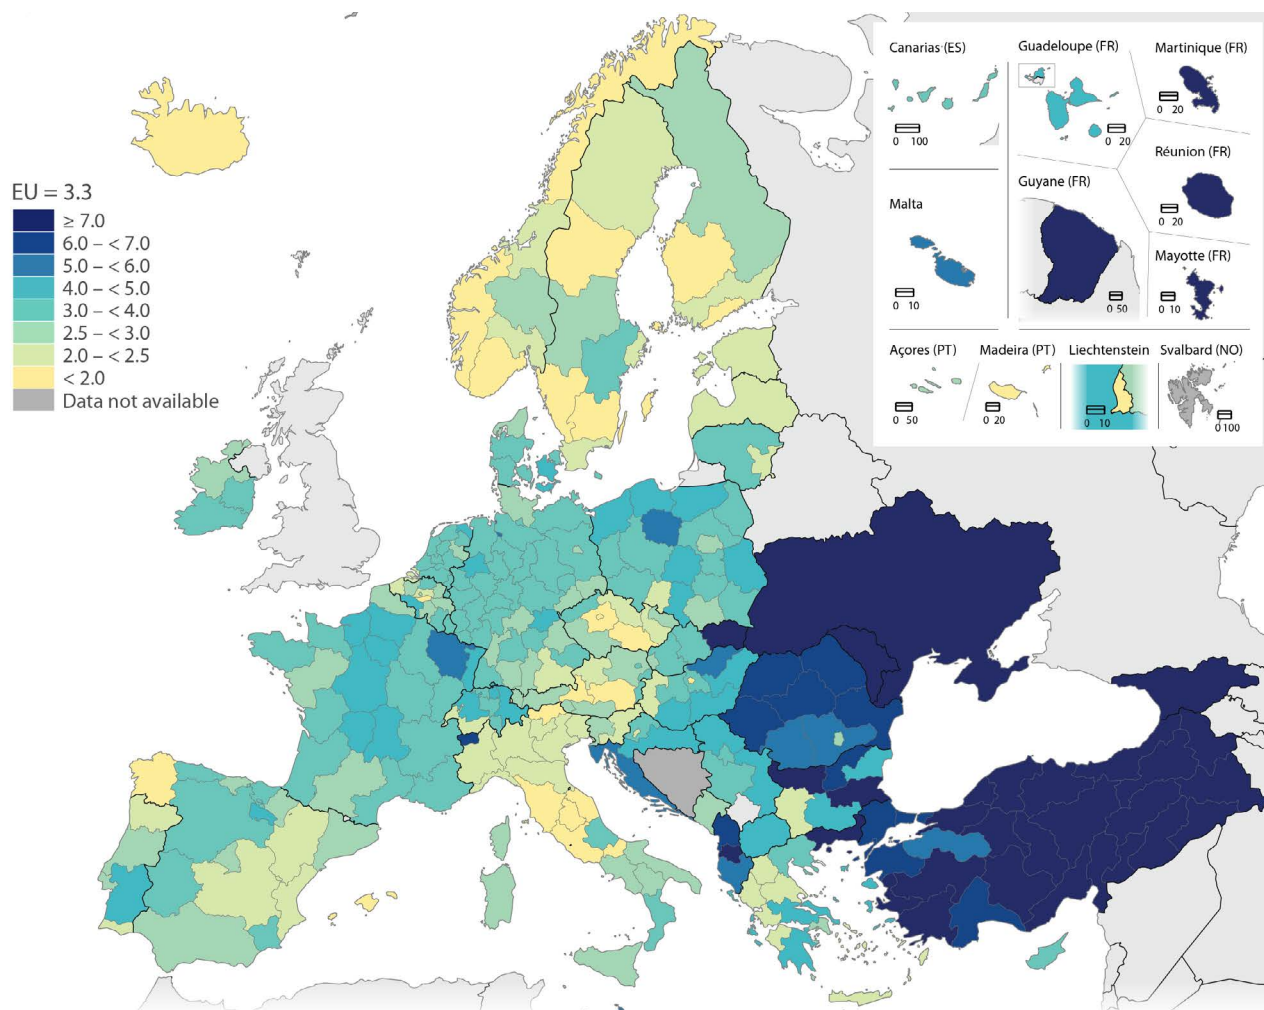 EU = 3.3
≥ 7.0
6.0 – < 7.0
5.0 – < 6.0
4.0 – < 5.0
3.0 – < 4.0
2.5 – < 3.0
2.0 – < 2.5
< 2.0
Data not available
Canarias (ES)
0 100
Guadeloupe (FR)
0 20
Martinique (FR)
0 20
Réunion (FR)
0 20
Malta
0 10
Guyane (FR)
0 50
Mayotte (FR)
0 10
Açores (PT)
0 50
Madeira (PT)
0 20
Liechtenstein
0 10
Svalbard (NO)
0 100